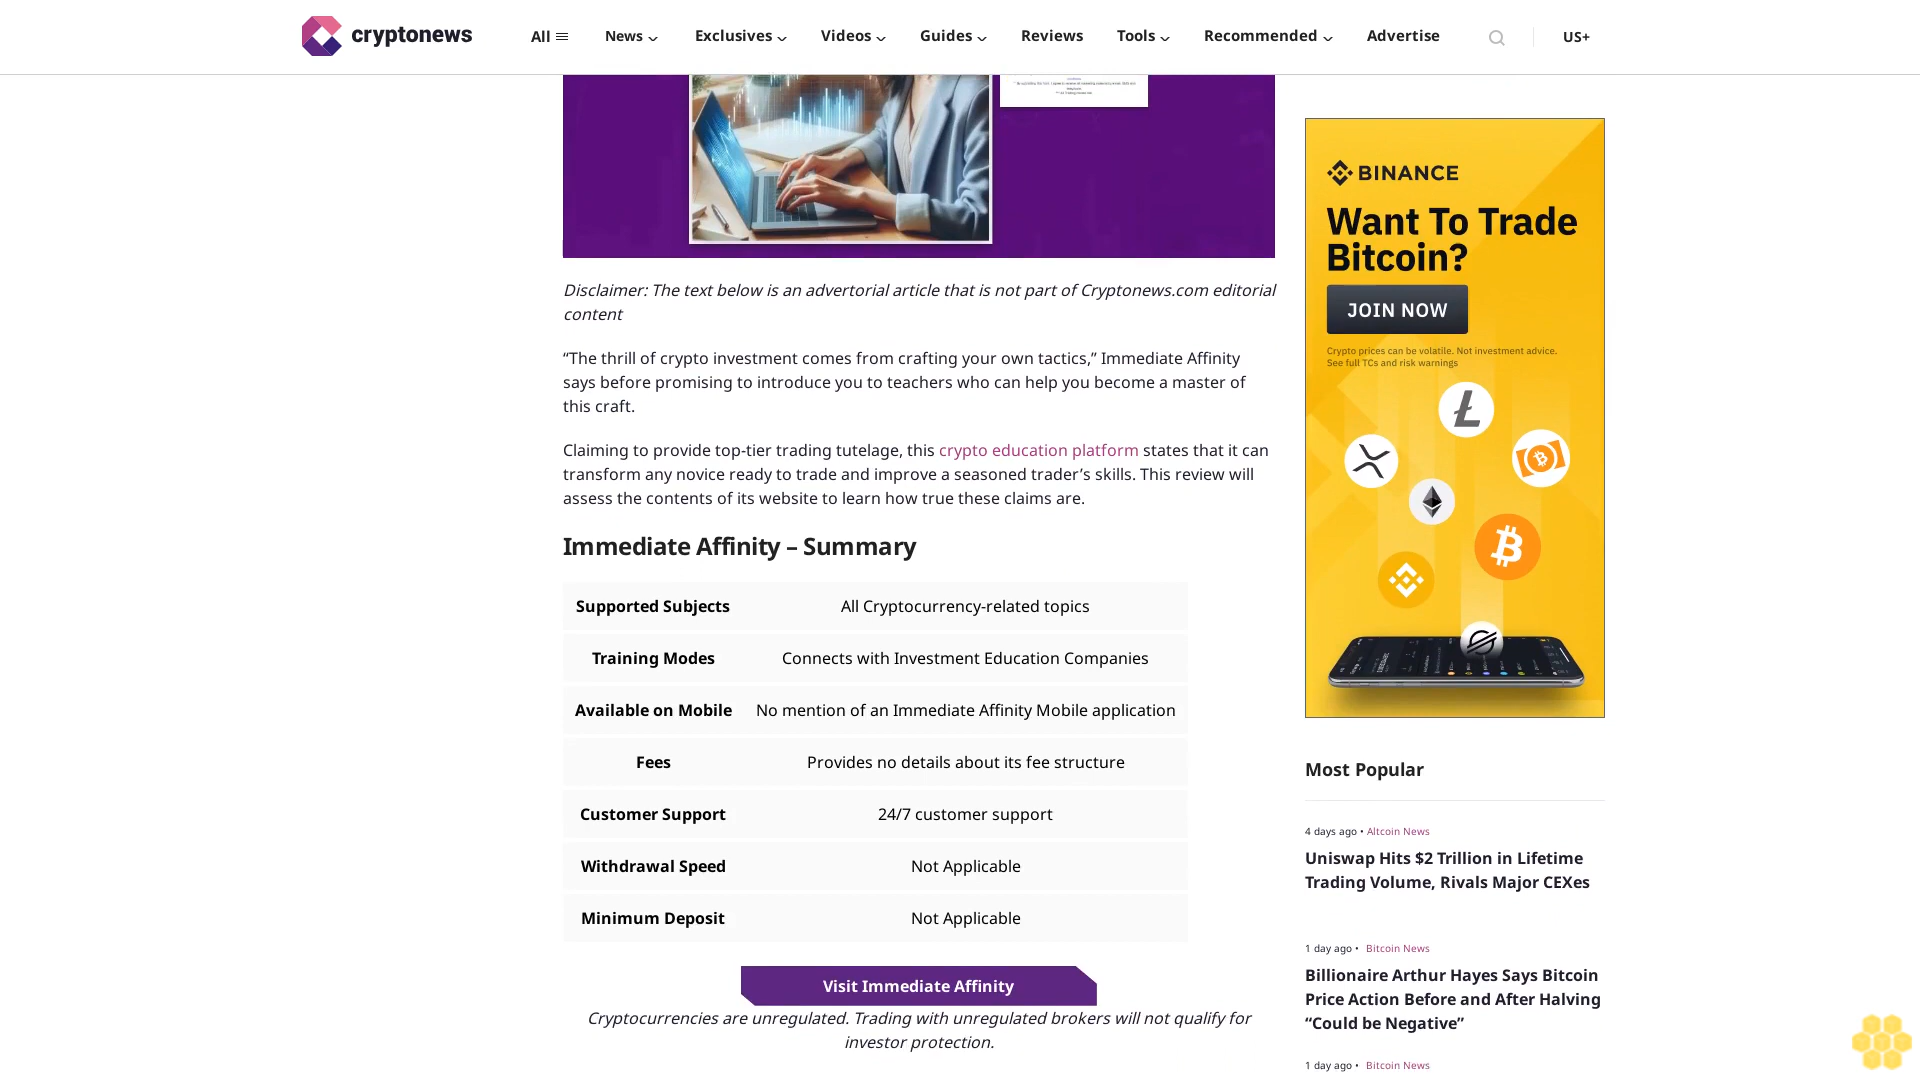 cryptonews
All
News
Exclusives
Videos
Guides
Reviews
Tools
Recommended
Advertise
US+
Disclaimer: The text below is an advertorial article that is not part of Cryptonews.com editorial
content
“The thrill of crypto investment comes from crafting your own tactics,” Immediate Affinity
says before promising to introduce you to teachers who can help you become a master of
this craft.
Claiming to provide top-tier trading tutelage, this crypto education platform states that it can
transform any novice ready to trade and improve a seasoned trader’s skills. This review will
assess the contents of its website to learn how true these claims are.
Immediate Affinity – Summary
Supported Subjects All Cryptocurrency-related topics
Training Modes Connects with Investment Education Companies
Available on Mobile No mention of an Immediate Affinity Mobile application
Fees Provides no details about its fee structure
Customer Support 24/7 customer support
Withdrawal Speed Not Applicable
Minimum Deposit Not Applicable
Visit Immediate Affinity
Cryptocurrencies are unregulated. Trading with unregulated brokers will not qualify for
investor protection.
BINANCE
Want To Trade
Bitcoin?
JOIN NOW
Crypto prices can be volatile. Not investment advice.
See full TCs and risk warnings
Most Popular
4 days ago • Altcoin News
Uniswap Hits $2 Trillion in Lifetime
Trading Volume, Rivals Major CEXes
1 day ago • Bitcoin News
Billionaire Arthur Hayes Says Bitcoin
Price Action Before and After Halving
“Could be Negative”
1 day ago • Bitcoin News